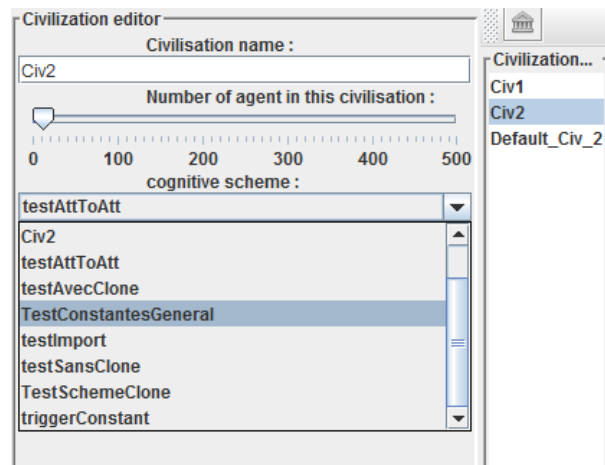 Civilization editor
Civilisation name :
Civ2
Number of agent in this civilisation :
0 100 200 300 400 500
cognitive scheme :
testAttToAtt
Civ2
testAttToAtt
testAvecClone
TestConstantesGeneral
testImport
testSansClone
TestSchemeClone
triggerConstant
Civilization...
Civ1
Civ2
Default_Civ_2